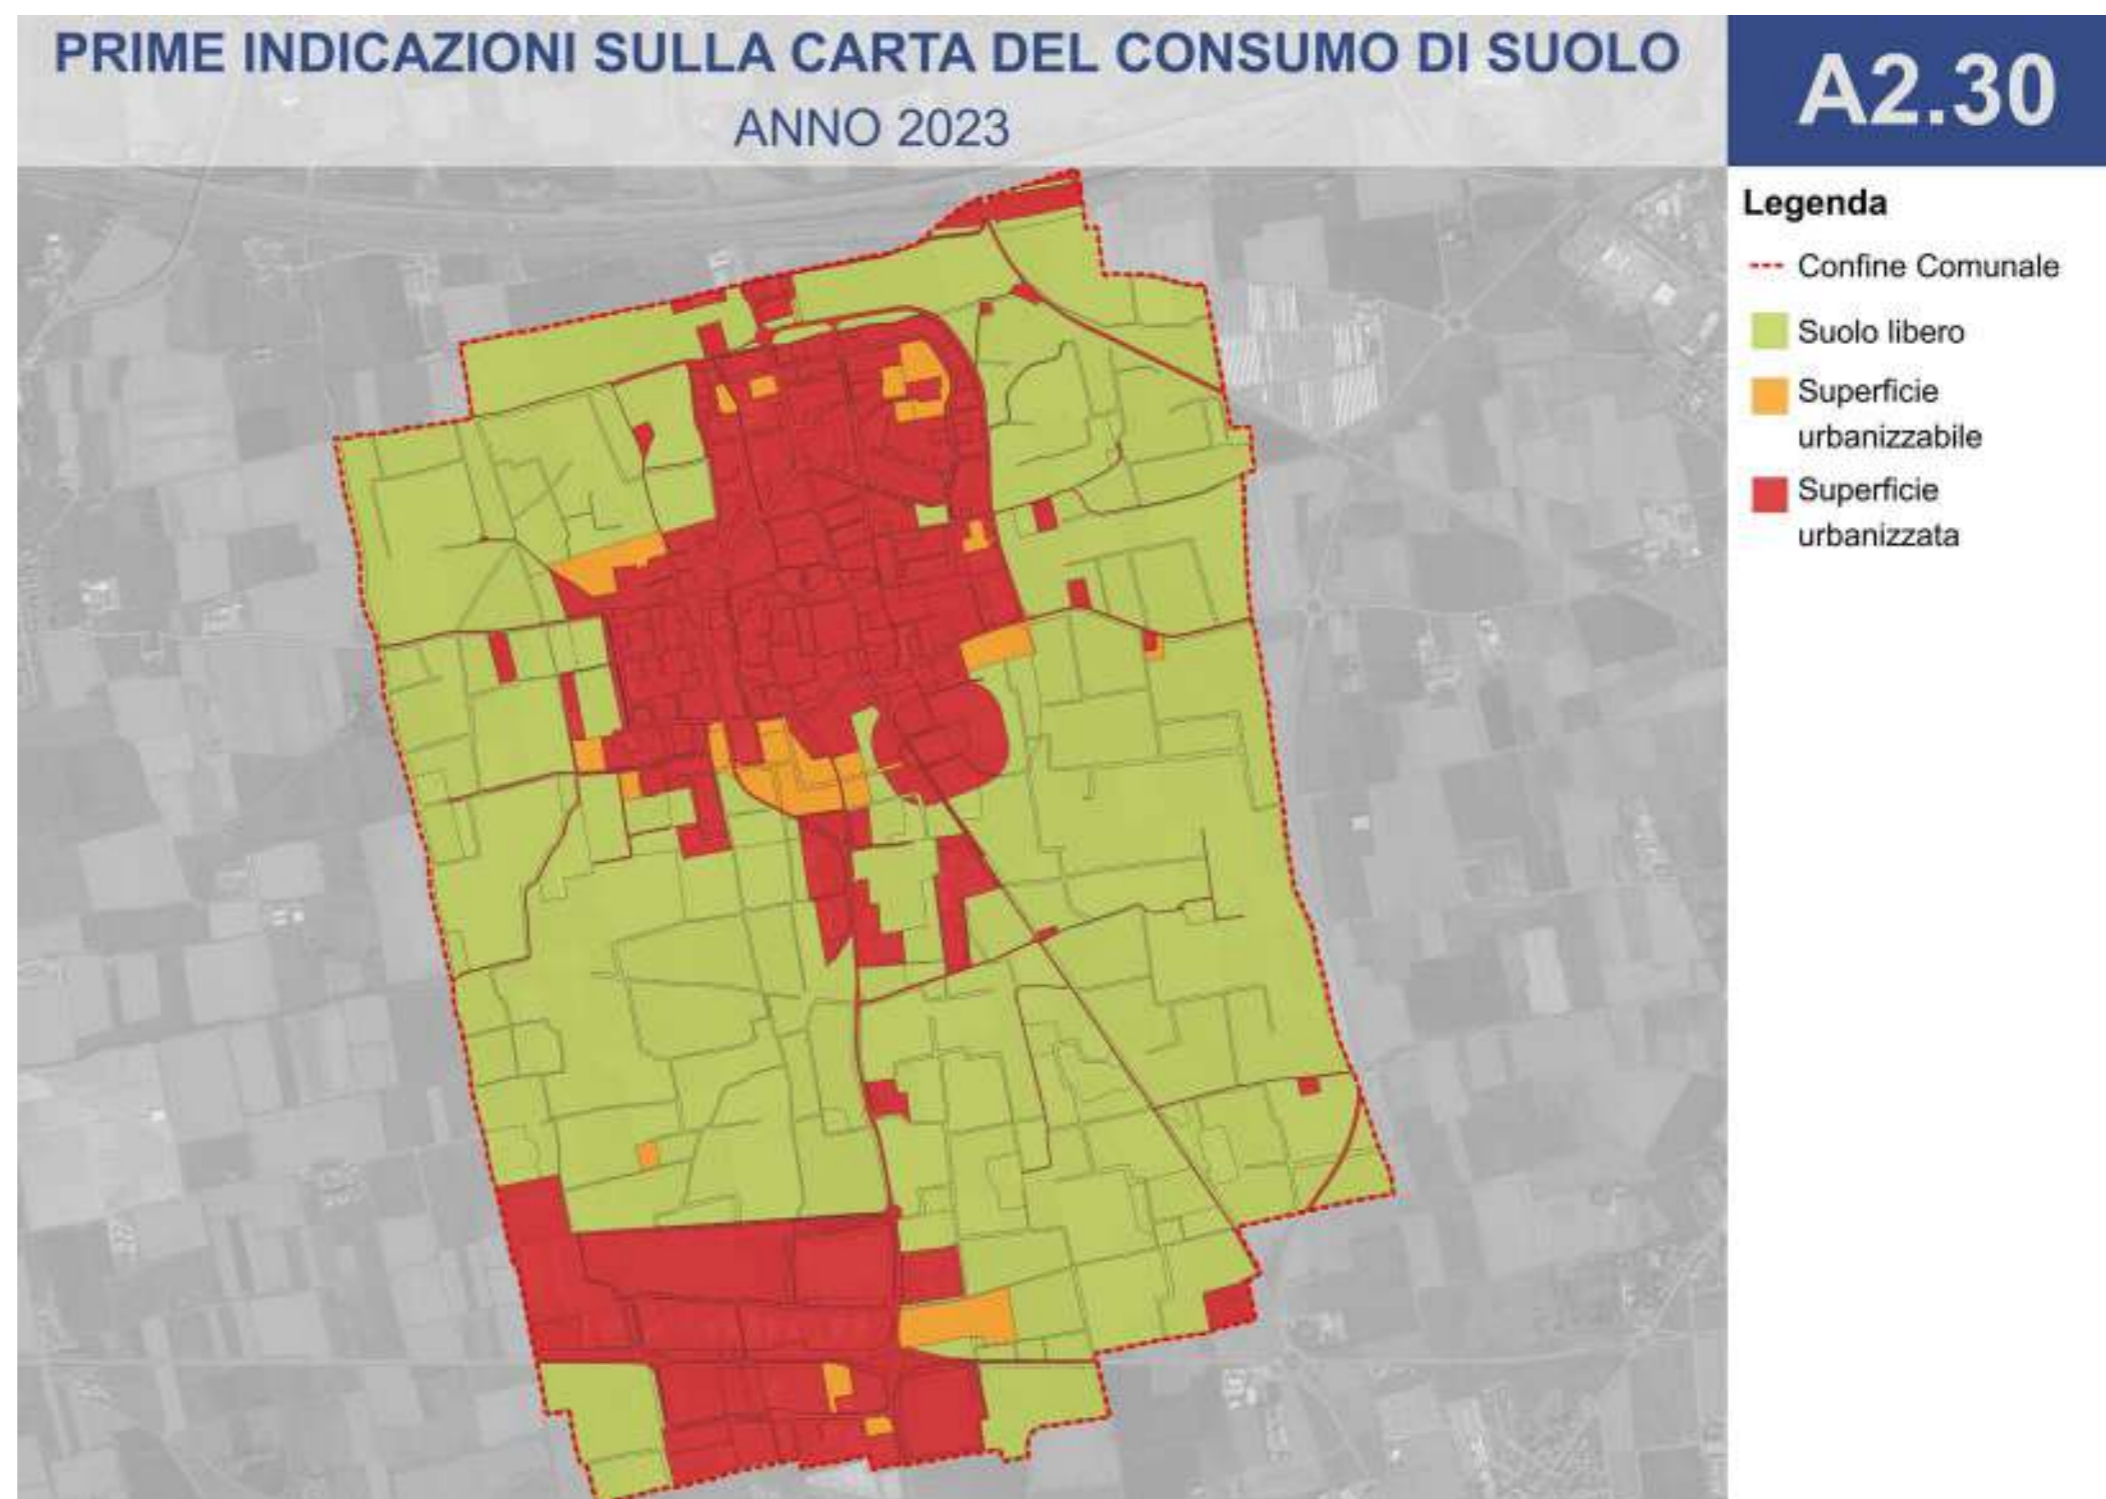 PRIME INDICAZIONI SULLA CARTA DEL CONSUMO DI SUOLO
ANNO 2023
A2.30
Legenda
Confine Comunale
Suolo libero
Superficie
urbanizzabile
Superficie
urbanizzata